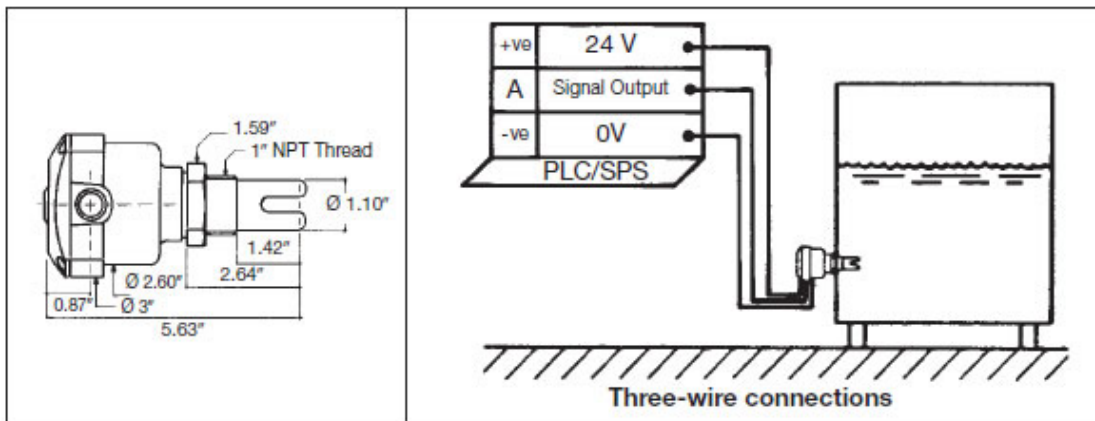 1.59"
1" NPT Thread
Ø 1.10"
1.42"
Ø 2.60"
2.64"
0.87"
Ø 3"
5.63"
+ve 24 V
A Signal Output
-ve 0V
PLC/SPS
Three-wire connections